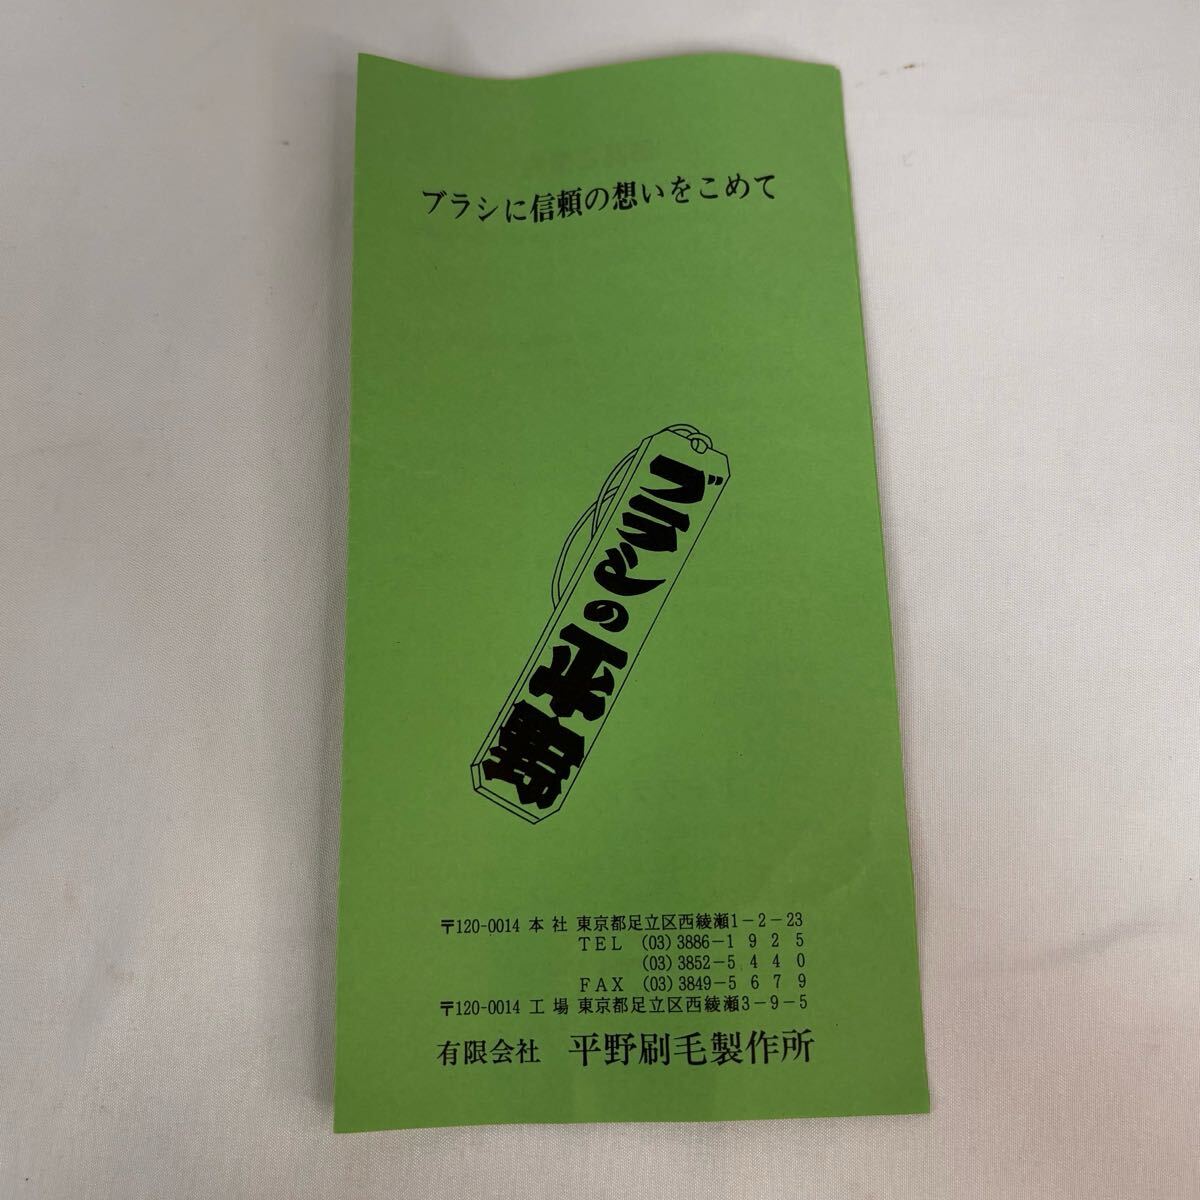 ブラシに信頼の想いをこめて
ブラシの平野
〒120-0014 本 社 東京都足立区西綾瀬1－2－23
TEL (03) 3886－1 9 2 5
(03) 3852－5 4 4 0
FAX (03) 3849－5 6 7 9
〒120-0014 工 場 東京都足立区西綾瀬3－9－5
有限会社 平野刷毛製作所